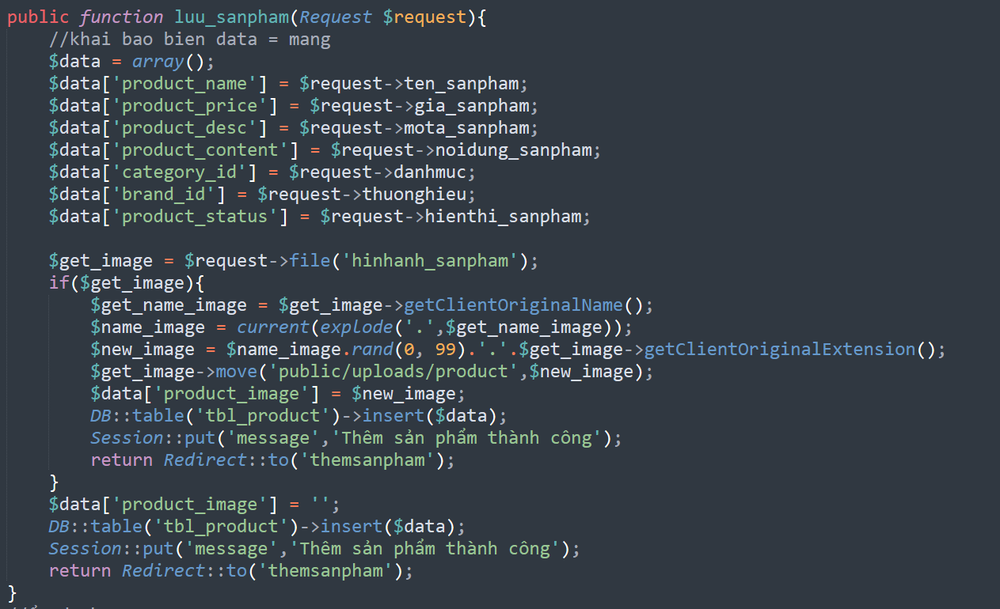 public function luu_sanpham(Request $request){
//khai bao bien data = mang
$data = array();
$data['product_name'] = $request->ten_sanpham;
$data['product_price'] = $request->gia_sanpham;
$data['product_desc'] = $request->mota_sanpham;
$data['product_content'] = $request->noidung_sanpham;
$data['category_id'] = $request->danhmuc;
$data['brand_id'] = $request->thuonghieu;
$data['product_status'] = $request->hienthi_sanpham;
$get_image = $request->file('hinhanh_sanpham');
if($get_image){
$get_name_image = $get_image->getClientOriginalName();
$name_image = current(explode('.',$get_name_image));
$new_image = $name_image.rand(0, 99).'.'.$get_image->getClientOriginalExtension();
$get_image->move('public/uploads/product',$new_image);
$data['product_image'] = $new_image;
DB::table('tbl_product')->insert($data);
Session::put('message','Thêm sản phẩm thành công');
return Redirect::to('themsanpham');
}
$data['product_image'] = '';
DB::table('tbl_product')->insert($data);
Session::put('message','Thêm sản phẩm thành công');
return Redirect::to('themsanpham');
}